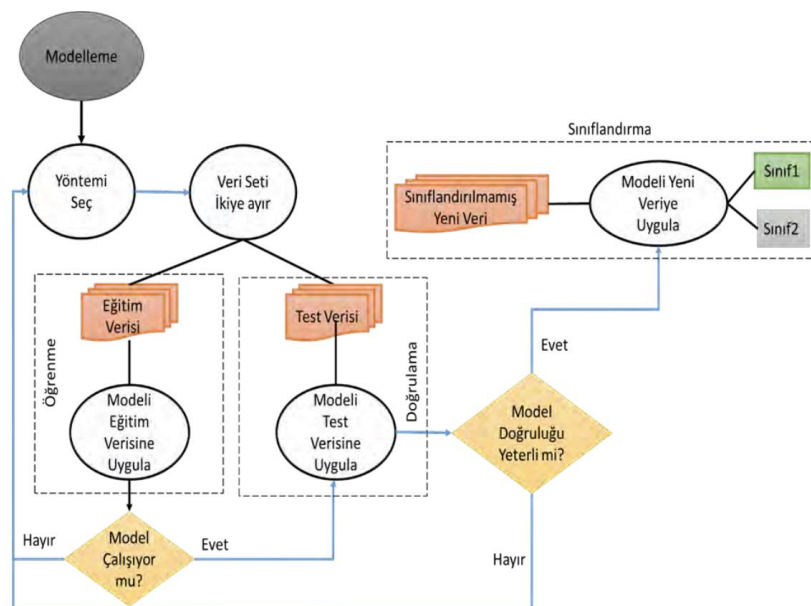 Modelleme
Yöntemi
Seç
Veri Seti
İkiye ayır
Sınıflandırma
Sınıflandırılmamış
Yeni Veri
Modeli Yeni
Veriye
Uygula
Sınıf1
Sınıf2
Öğrenme
Eğitim
Verisi
Modeli
Eğitim
Verisine
Uygula
Test Verisi
Doğrulama
Modeli
Test
Verisine
Uygula
Model
Doğruluğu
Yeterli mi?
Evet
Hayır
Model
Çalışıyor
mu?
Hayır
Evet